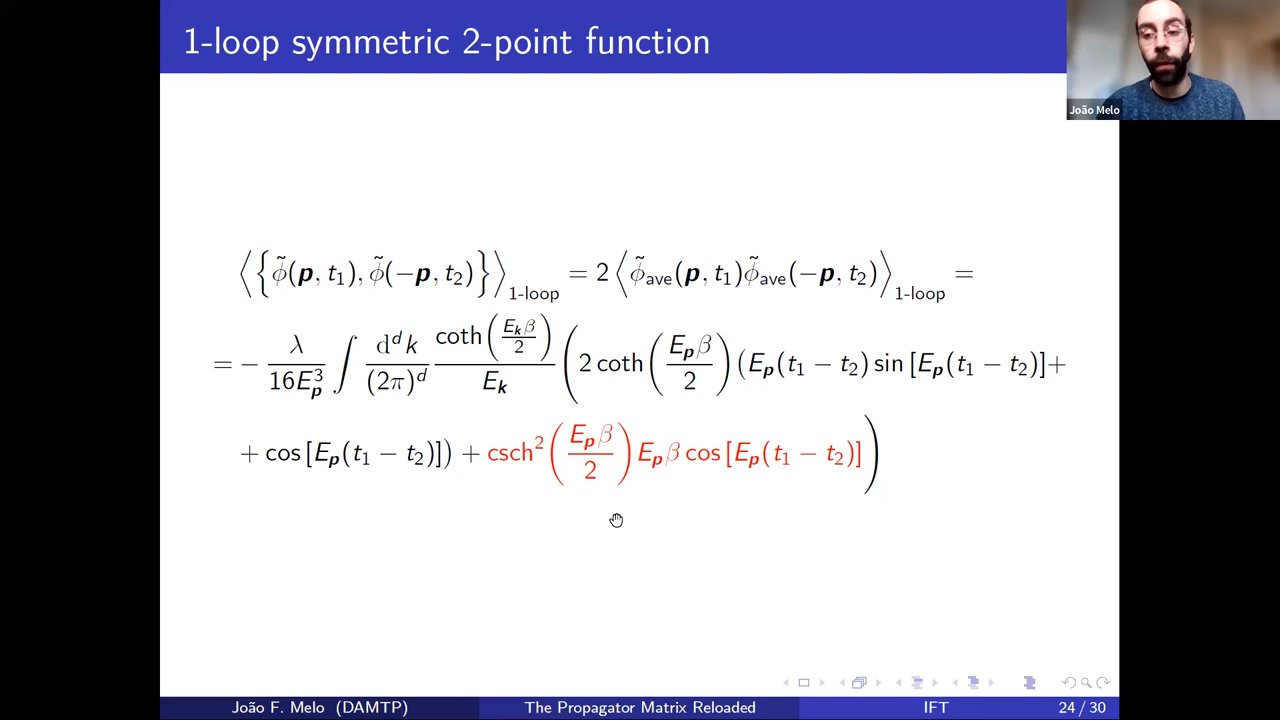 1-loop symmetric 2-point function
João Melo
⟨{ϕ̃(p, t₁), ϕ̃(−p, t₂)}⟩₁₋ₗₒₒₚ = 2 ⟨ϕ̃ₐᵥₑ(p, t₁)ϕ̃ₐᵥₑ(−p, t₂)⟩₁₋ₗₒₒₚ =
= − λ/(16E_p³) ∫ dᵈk/(2π)ᵈ coth(E_kβ/2)/E_k (2 coth(E_pβ/2) (E_p(t₁ − t₂) sin [E_p(t₁ − t₂)]+
+ cos [E_p(t₁ − t₂)]) + csch²(E_pβ/2) E_pβ cos [E_p(t₁ − t₂)])
João F. Melo (DAMTP) The Propagator Matrix Reloaded IFT 24 / 30